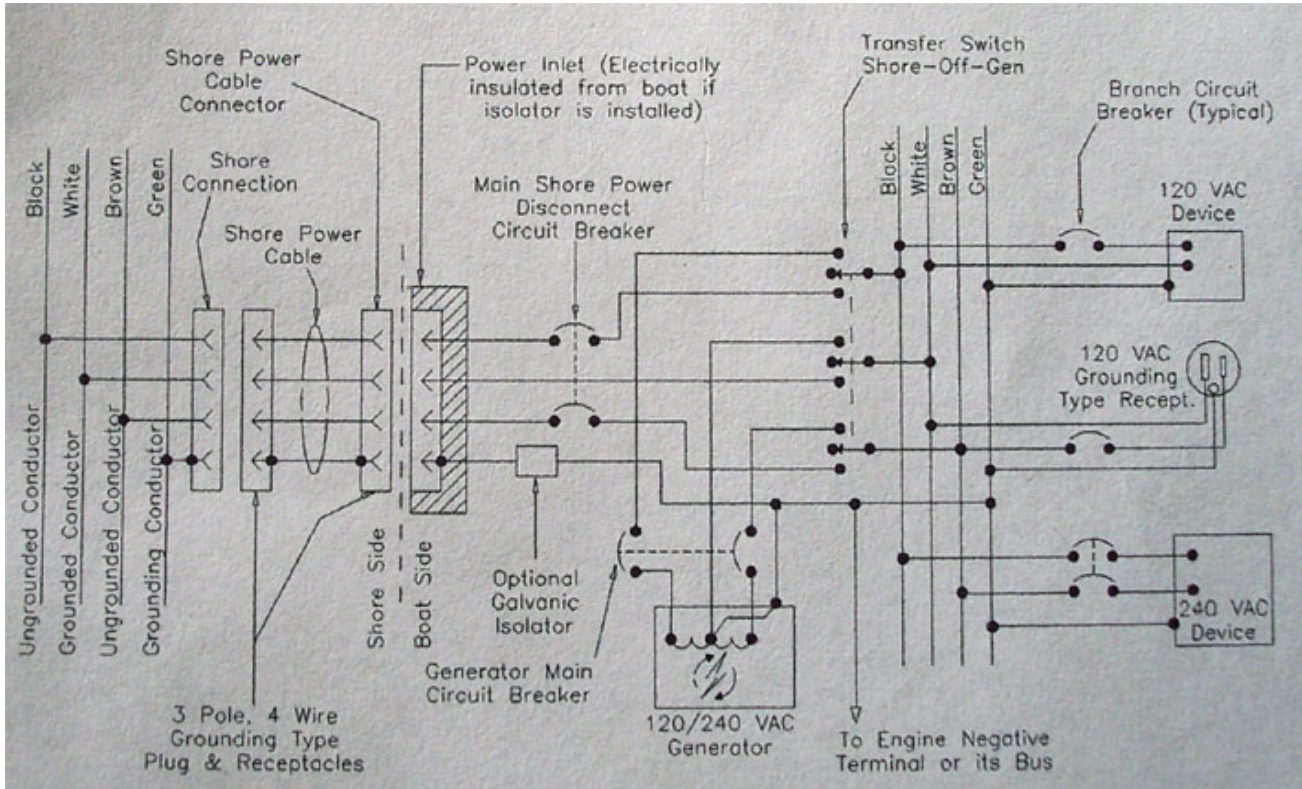 Shore Power
Cable
Connector
Power Inlet (Electrically
insulated from boat if
isolator is installed)
Transfer Switch
Shore-Off-Gen
Branch Circuit
Breaker (Typical)
Black
White
Brown
Green
Shore
Connection
Shore Power
Cable
Main Shore Power
Disconnect
Circuit Breaker
Black
White
Brown
Green
120 VAC
Device
120 VAC
Grounding
Type Recept.
Ungrounded Conductor
Grounded Conductor
Ungrounded Conductor
Grounding Conductor
Shore Side
Boat Side
Optional
Galvanic
Isolator
Generator Main
Circuit Breaker
240 VAC
Device
3 Pole, 4 Wire
Grounding Type
Plug & Receptacles
120/240 VAC
Generator
To Engine Negative
Terminal or its Bus